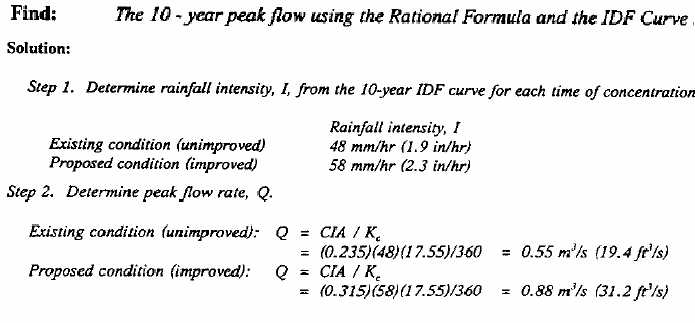 Find: The 10 - year peak flow using the Rational Formula and the IDF Curve
Solution:
Step 1. Determine rainfall intensity, I, from the 10-year IDF curve for each time of concentration
Rainfall intensity, I
Existing condition (unimproved) 48 mm/hr (1.9 in/hr)
Proposed condition (improved) 58 mm/hr (2.3 in/hr)
Step 2. Determine peak flow rate, Q.
Existing condition (unimproved): Q = CIA / Kc
= (0.235)(48)(17.55)/360 = 0.55 m³/s (19.4 ft³/s)
Proposed condition (improved): Q = CIA / Kc
= (0.315)(58)(17.55)/360 = 0.88 m³/s (31.2 ft³/s)